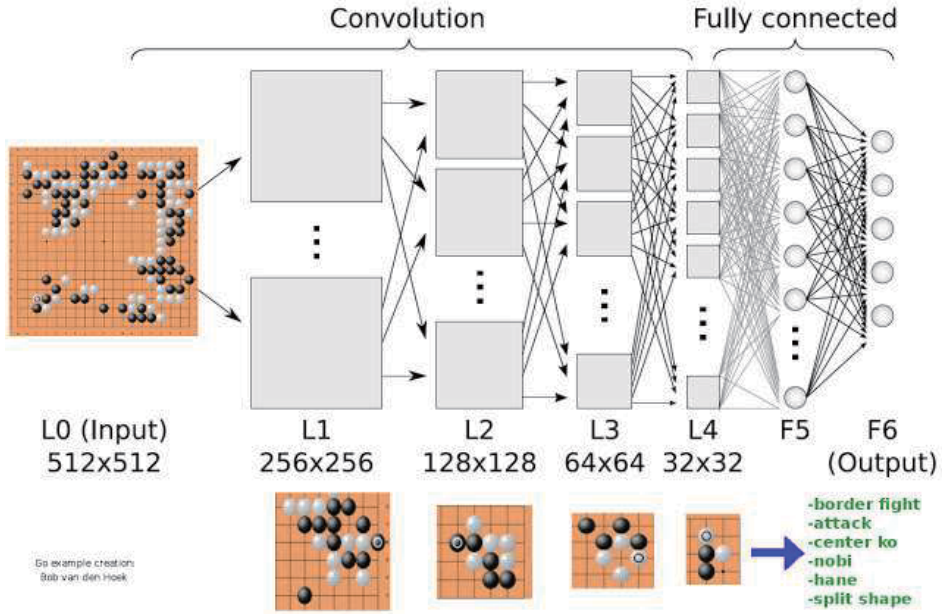 Convolution
Fully connected
L0 (Input)
512x512
L1
256x256
L2
128x128
L3
64x64
L4
32x32
F5
F6
(Output)
Go example creation:
Bob van den Hoek
-border fight
-attack
-center ko
-nobi
-hane
-split shape